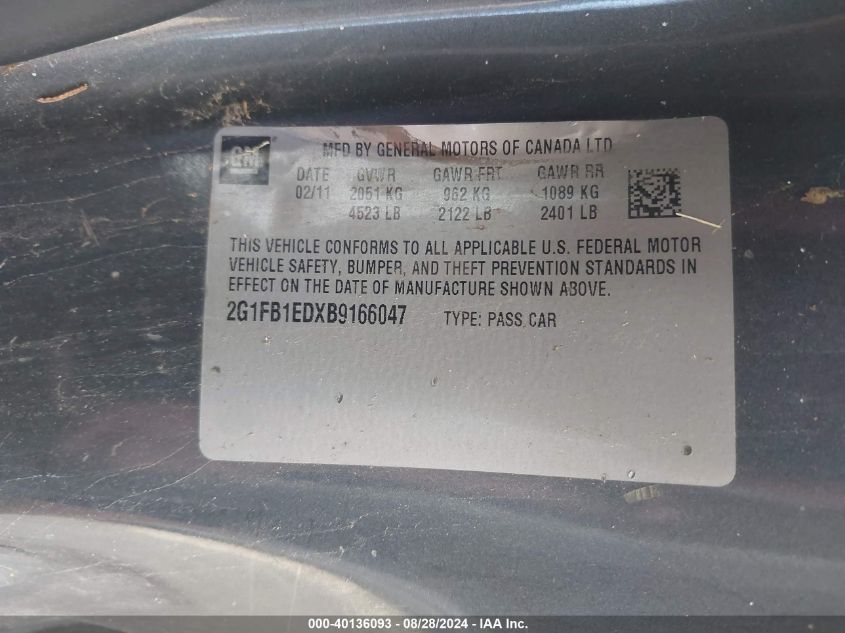 GM
MFD BY GENERAL MOTORS OF CANADA LTD
DATE GVWR GAWR FRT GAWR RR
02/11 2051 KG 962 KG 1089 KG
4523 LB 2122 LB 2401 LB
THIS VEHICLE CONFORMS TO ALL APPLICABLE U.S. FEDERAL MOTOR
VEHICLE SAFETY, BUMPER, AND THEFT PREVENTION STANDARDS IN
EFFECT ON THE DATE OF MANUFACTURE SHOWN ABOVE.
2G1FB1EDXB9166047 TYPE: PASS CAR
000-40136093 - 08/28/2024 - IAA Inc.